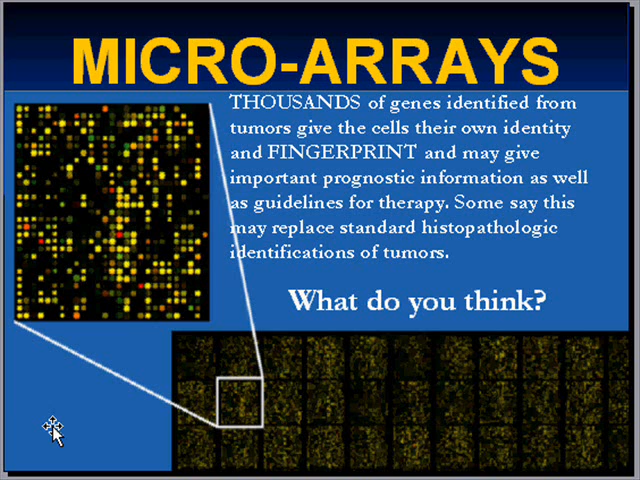 MICRO-ARRAYS
THOUSANDS of genes identified from
tumors give the cells their own identity
and FINGERPRINT and may give
important prognostic information as well
as guidelines for therapy. Some say this
may replace standard histopathologic
identifications of tumors.
What do you think?